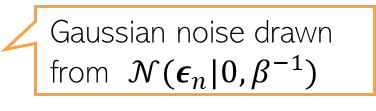 Gaussian noise drawn
from 𝒩(𝝐ₙ|0, β⁻¹)